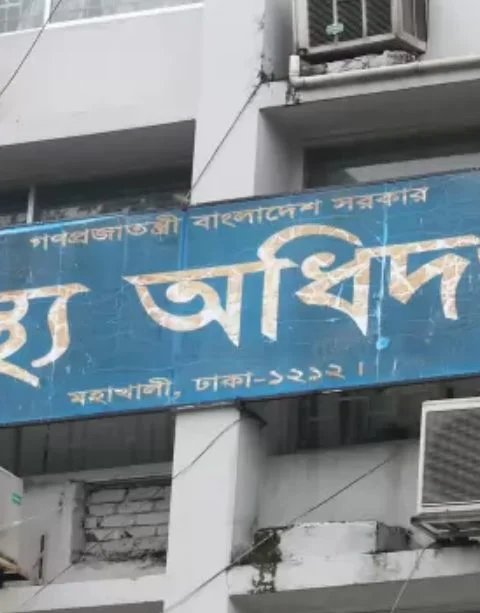 গণপ্রজাতন্ত্রী বাংলাদেশ সরকার
স্থ্য অধিদ
মহাখালী, ঢাকা-১২১২।